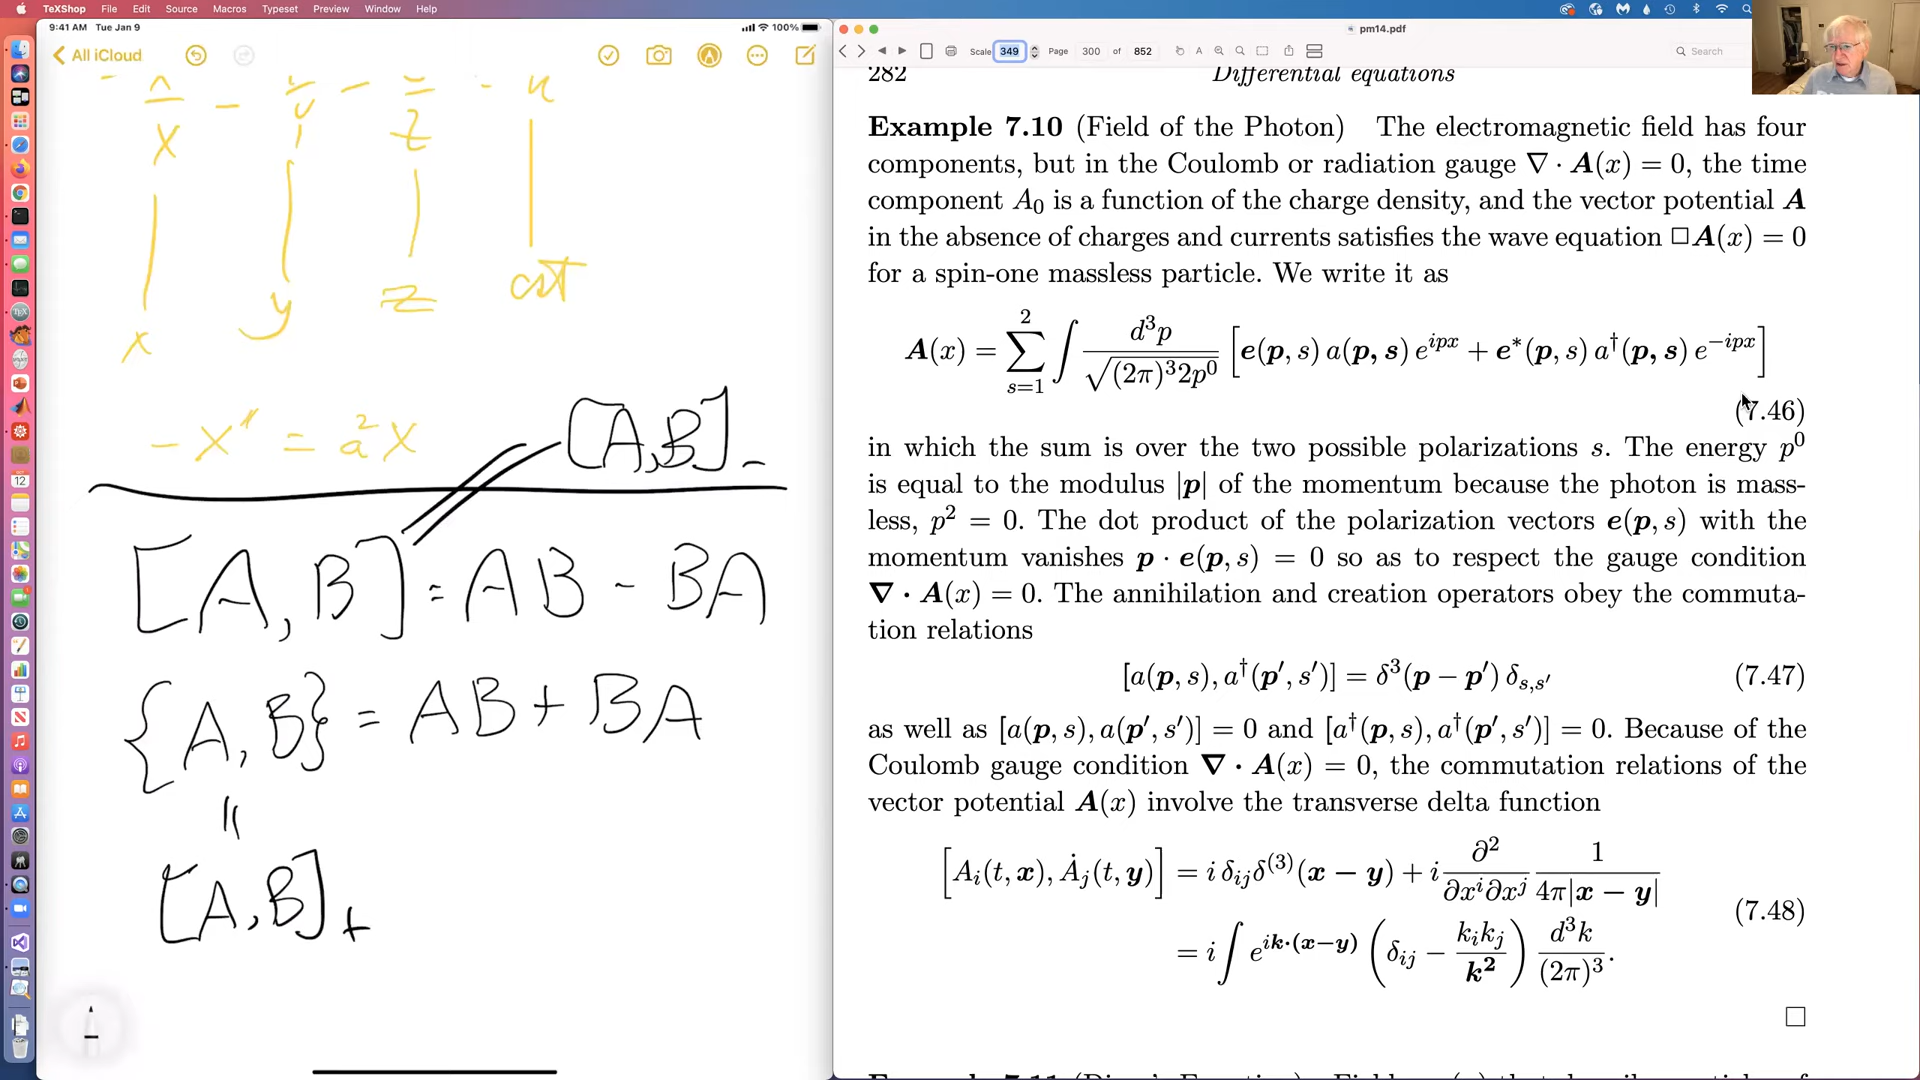 TeXShop File Edit Source Macros Typeset Preview Window Help
9:41 AM Tue Jan 9
100%
All iCloud
X Z
x y z cst
- X" = a² X
[A,B]₋
[A, B] = AB - BA
{A, B} = AB + BA
=
[A, B]₊
pm14.pdf
Scale 349 Page 300 of 852 Search
282 Differential equations
Example 7.10 (Field of the Photon) The electromagnetic field has four
components, but in the Coulomb or radiation gauge ∇ · A(x) = 0, the time
component A₀ is a function of the charge density, and the vector potential A
in the absence of charges and currents satisfies the wave equation □A(x) = 0
for a spin-one massless particle. We write it as
A(x) = ∑_{s=1}^{2} ∫ d³p / √((2π)³2p⁰) [e(p, s) a(p, s) e^{ipx} + e*(p, s) a†(p, s) e^{−ipx}]
(7.46)
in which the sum is over the two possible polarizations s. The energy p⁰
is equal to the modulus |p| of the momentum because the photon is mass-
less, p² = 0. The dot product of the polarization vectors e(p, s) with the
momentum vanishes p · e(p, s) = 0 so as to respect the gauge condition
∇ · A(x) = 0. The annihilation and creation operators obey the commuta-
tion relations
[a(p, s), a†(p′, s′)] = δ³(p − p′) δ_{s,s′} (7.47)
as well as [a(p, s), a(p′, s′)] = 0 and [a†(p, s), a†(p′, s′)] = 0. Because of the
Coulomb gauge condition ∇ · A(x) = 0, the commutation relations of the
vector potential A(x) involve the transverse delta function
[A_i(t, x), Ȧ_j(t, y)] = i δ_{ij}δ^{(3)}(x − y) + i ∂²/∂x^i∂x^j 1/4π|x − y|
(7.48)
= i ∫ e^{ik·(x−y)} (δ_{ij} − k_i k_j / k²) d³k / (2π)³.
□